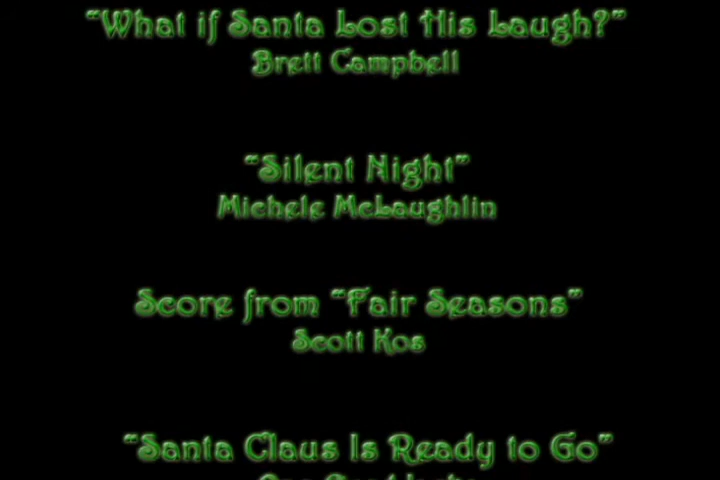 “What if Santa Lost His Laugh?”
Brett Campbell
“Silent Night”
Michele McLaughlin
Score from “Fair Seasons”
Scott Kos
“Santa Claus Is Ready to Go”